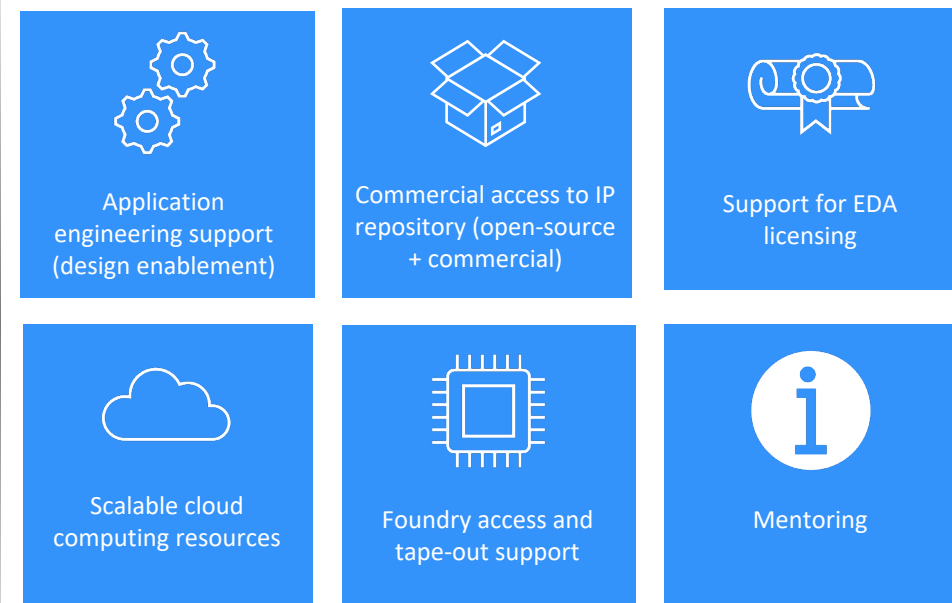 Application
engineering support
(design enablement)
Commercial access to IP
repository (open-source
+ commercial)
Support for EDA
licensing
Scalable cloud
computing resources
Foundry access and
tape-out support
Mentoring